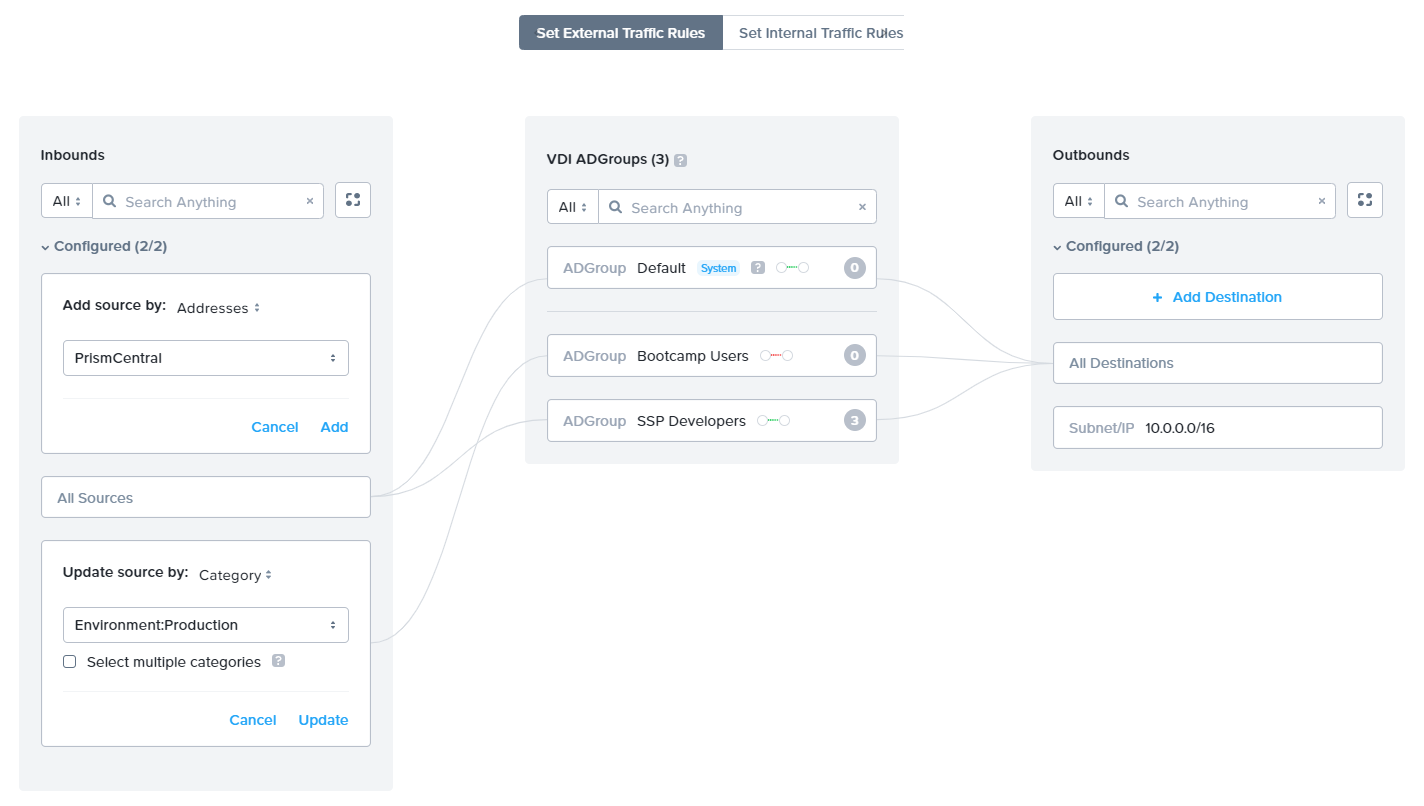 Set External Traffic Rules
Set Internal Traffic Rules
Inbounds
All
Search Anything
×
Configured (2/2)
Add source by: Addresses
PrismCentral
Cancel Add
All Sources
Update source by: Category
Environment:Production
Select multiple categories ?
Cancel Update
VDI ADGroups (3) ?
All
Search Anything
×
ADGroup Default System ? 0
ADGroup Bootcamp Users 0
ADGroup SSP Developers 3
Outbounds
All
Search Anything
×
Configured (2/2)
+ Add Destination
All Destinations
Subnet/IP 10.0.0.0/16